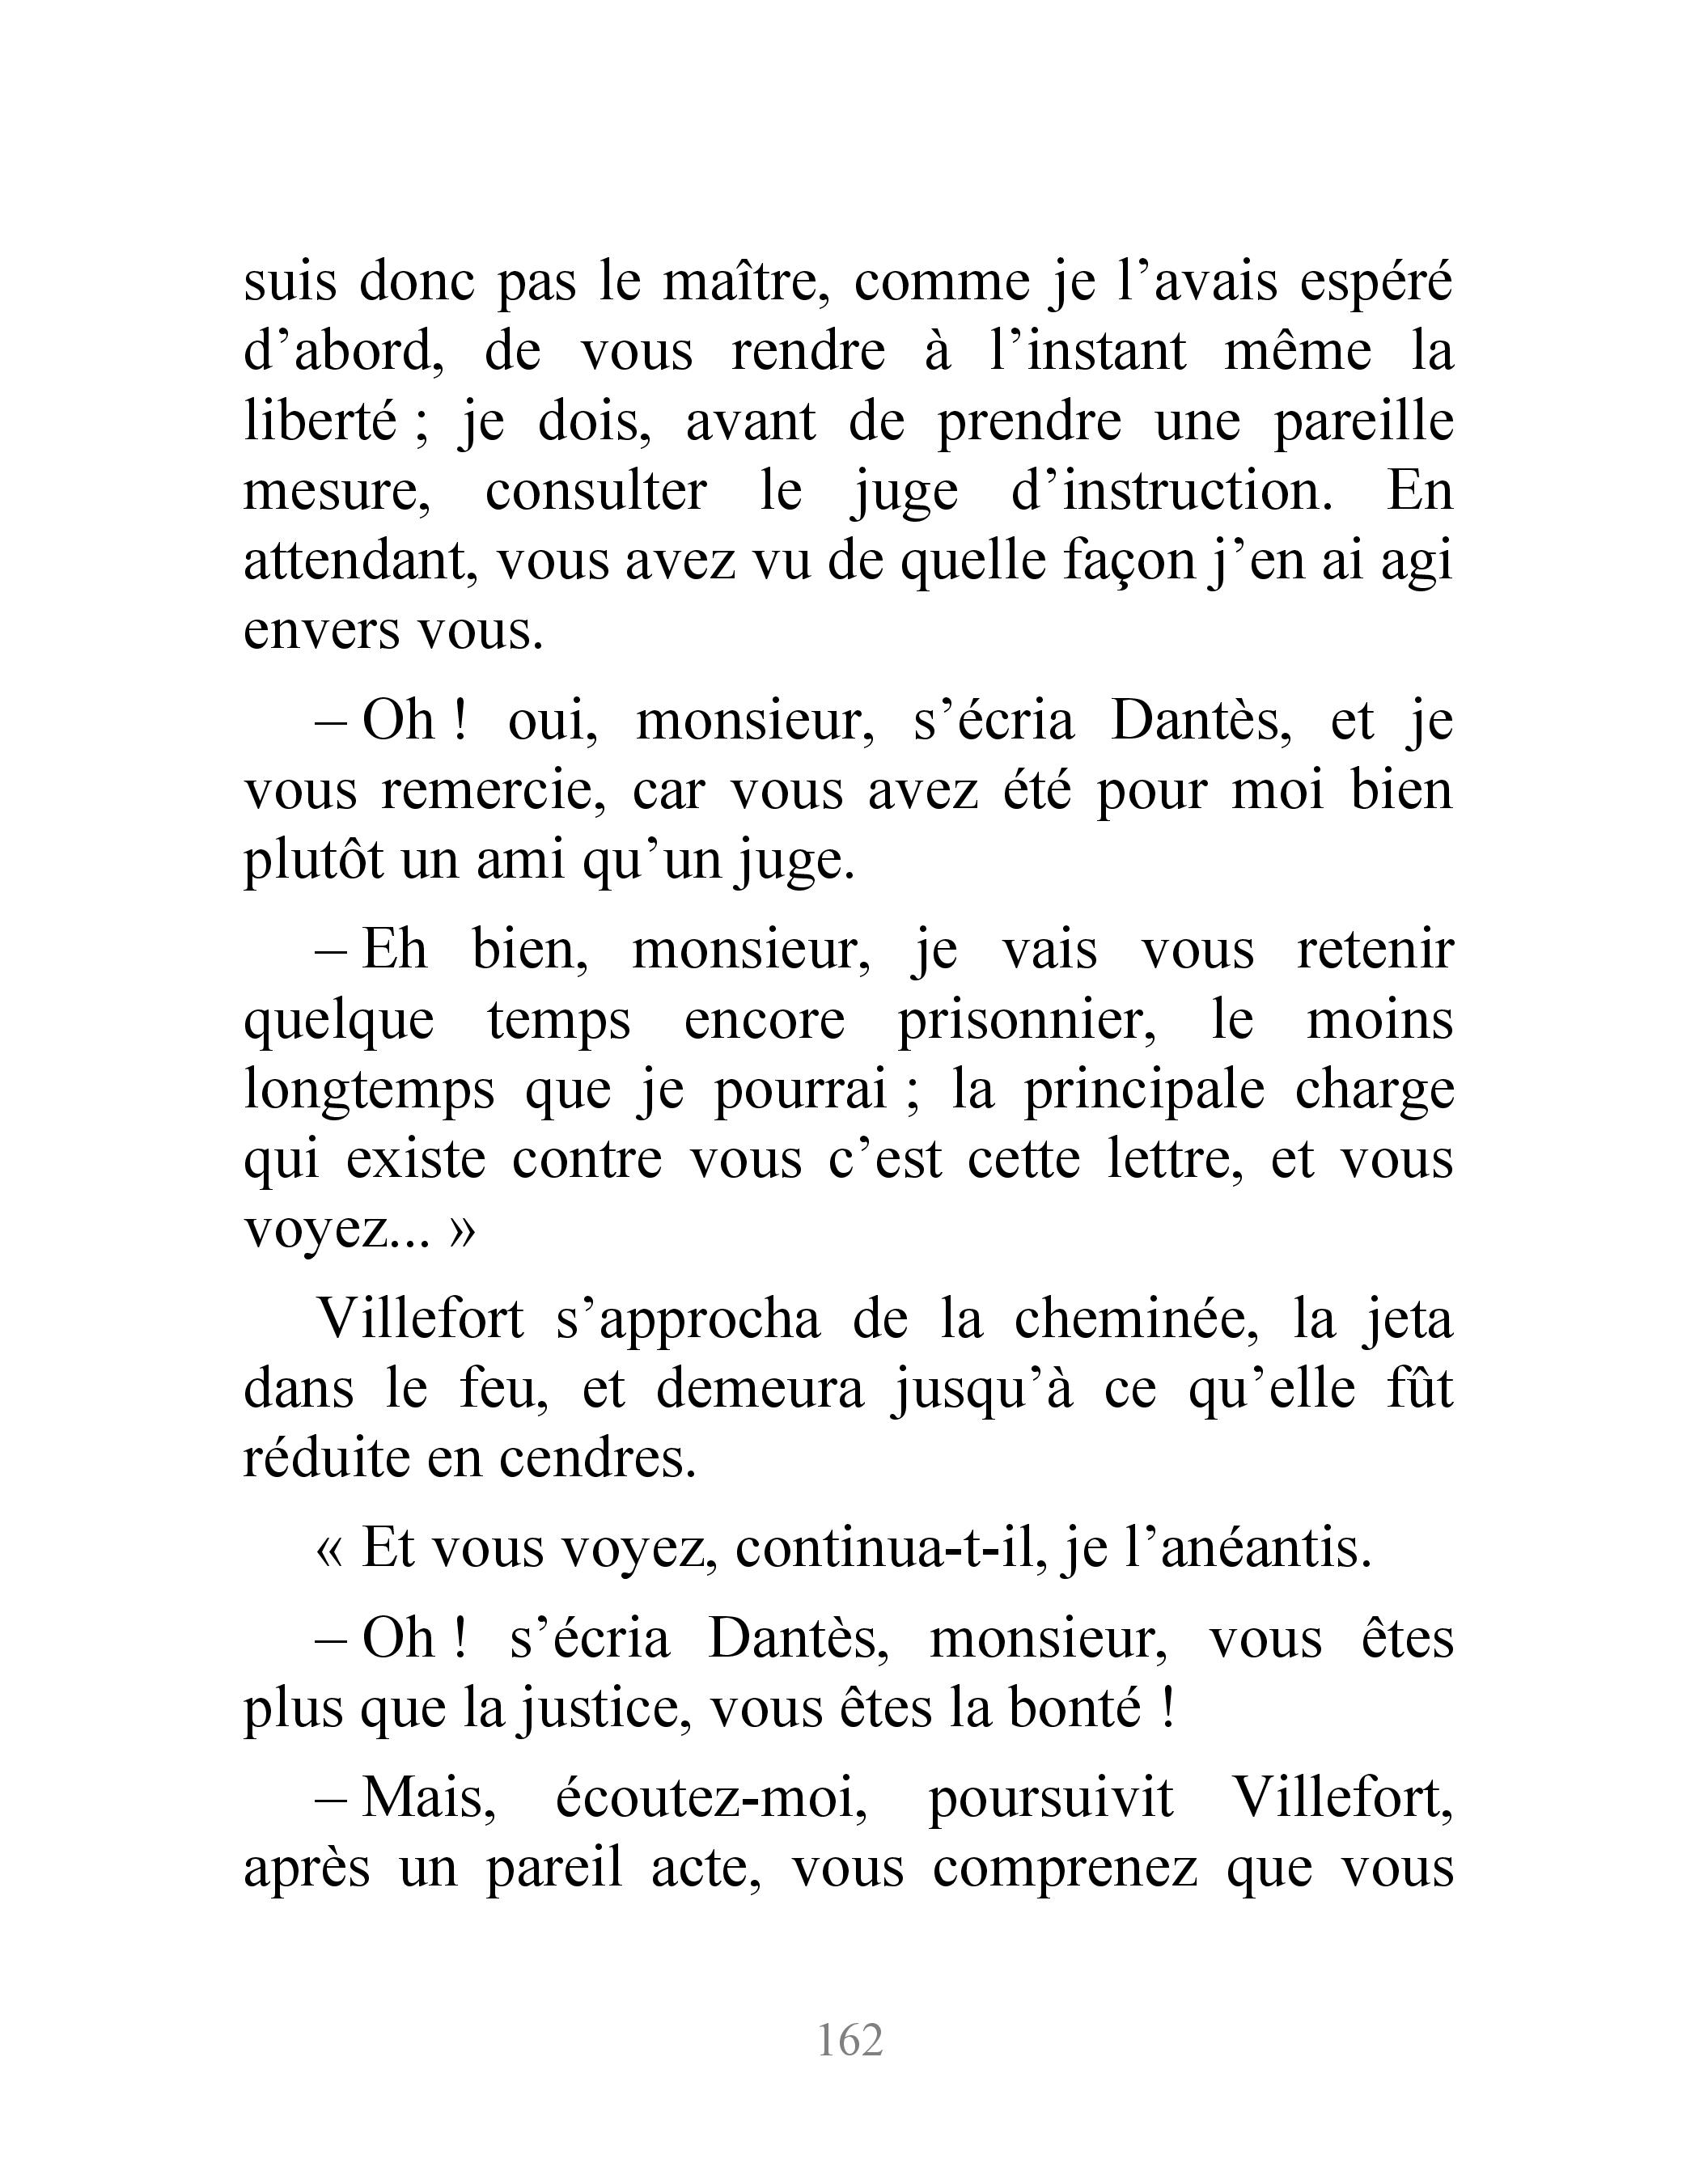 suis donc pas le maître, comme je l’avais espéré
d’abord, de vous rendre à l’instant même la
liberté ; je dois, avant de prendre une pareille
mesure, consulter le juge d’instruction. En
attendant, vous avez vu de quelle façon j’en ai agi
envers vous.
– Oh ! oui, monsieur, s’écria Dantès, et je
vous remercie, car vous avez été pour moi bien
plutôt un ami qu’un juge.
– Eh bien, monsieur, je vais vous retenir
quelque temps encore prisonnier, le moins
longtemps que je pourrai ; la principale charge
qui existe contre vous c’est cette lettre, et vous
voyez... »
Villefort s’approcha de la cheminée, la jeta
dans le feu, et demeura jusqu’à ce qu’elle fût
réduite en cendres.
« Et vous voyez, continua-t-il, je l’anéantis.
– Oh ! s’écria Dantès, monsieur, vous êtes
plus que la justice, vous êtes la bonté !
– Mais, écoutez-moi, poursuivit Villefort,
après un pareil acte, vous comprenez que vous
162